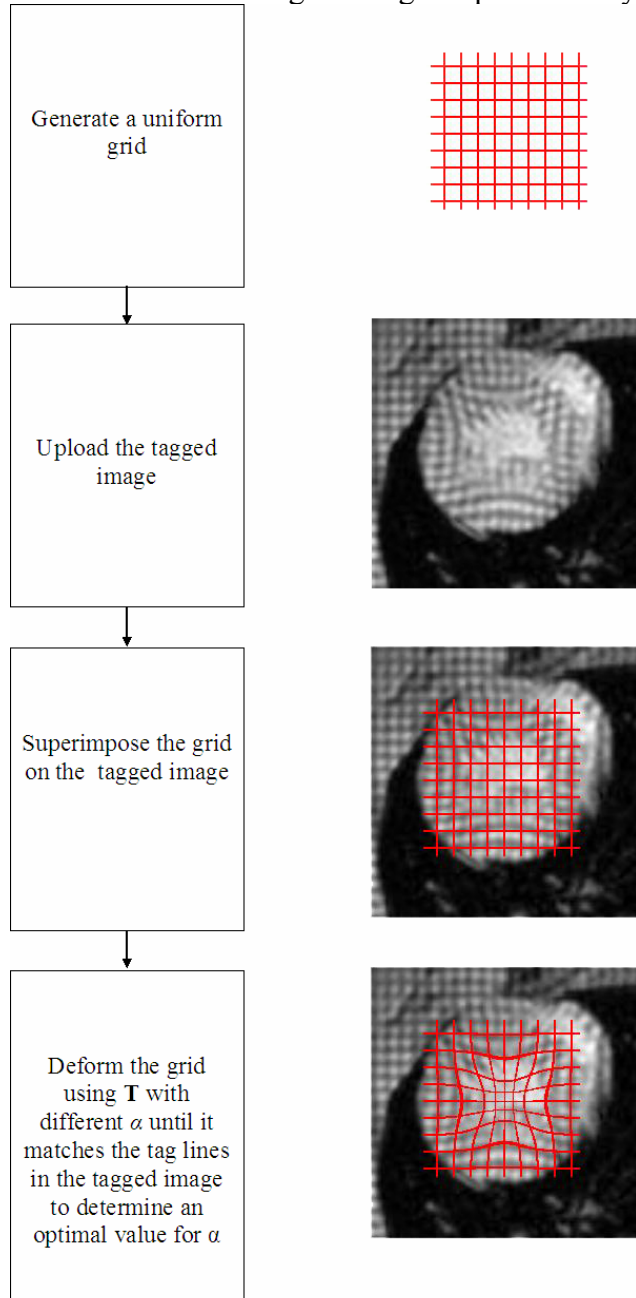 Generate a uniform
grid
Upload the tagged
image
Superimpose the grid
on the tagged image
Deform the grid
using T with
different α until it
matches the tag lines
in the tagged image
to determine an
optimal value for α